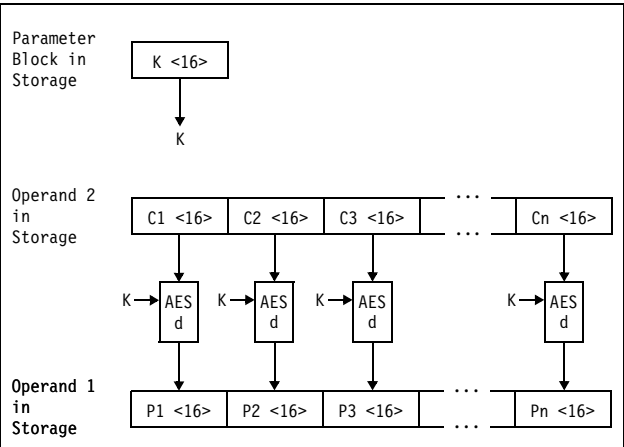 Parameter
Block in
Storage
K <16>
K
Operand 2
in
Storage
C1 <16> C2 <16> C3 <16> ... ... Cn <16>
K AES d K AES d K AES d K AES d
Operand 1
in
Storage
P1 <16> P2 <16> P3 <16> ... ... Pn <16>